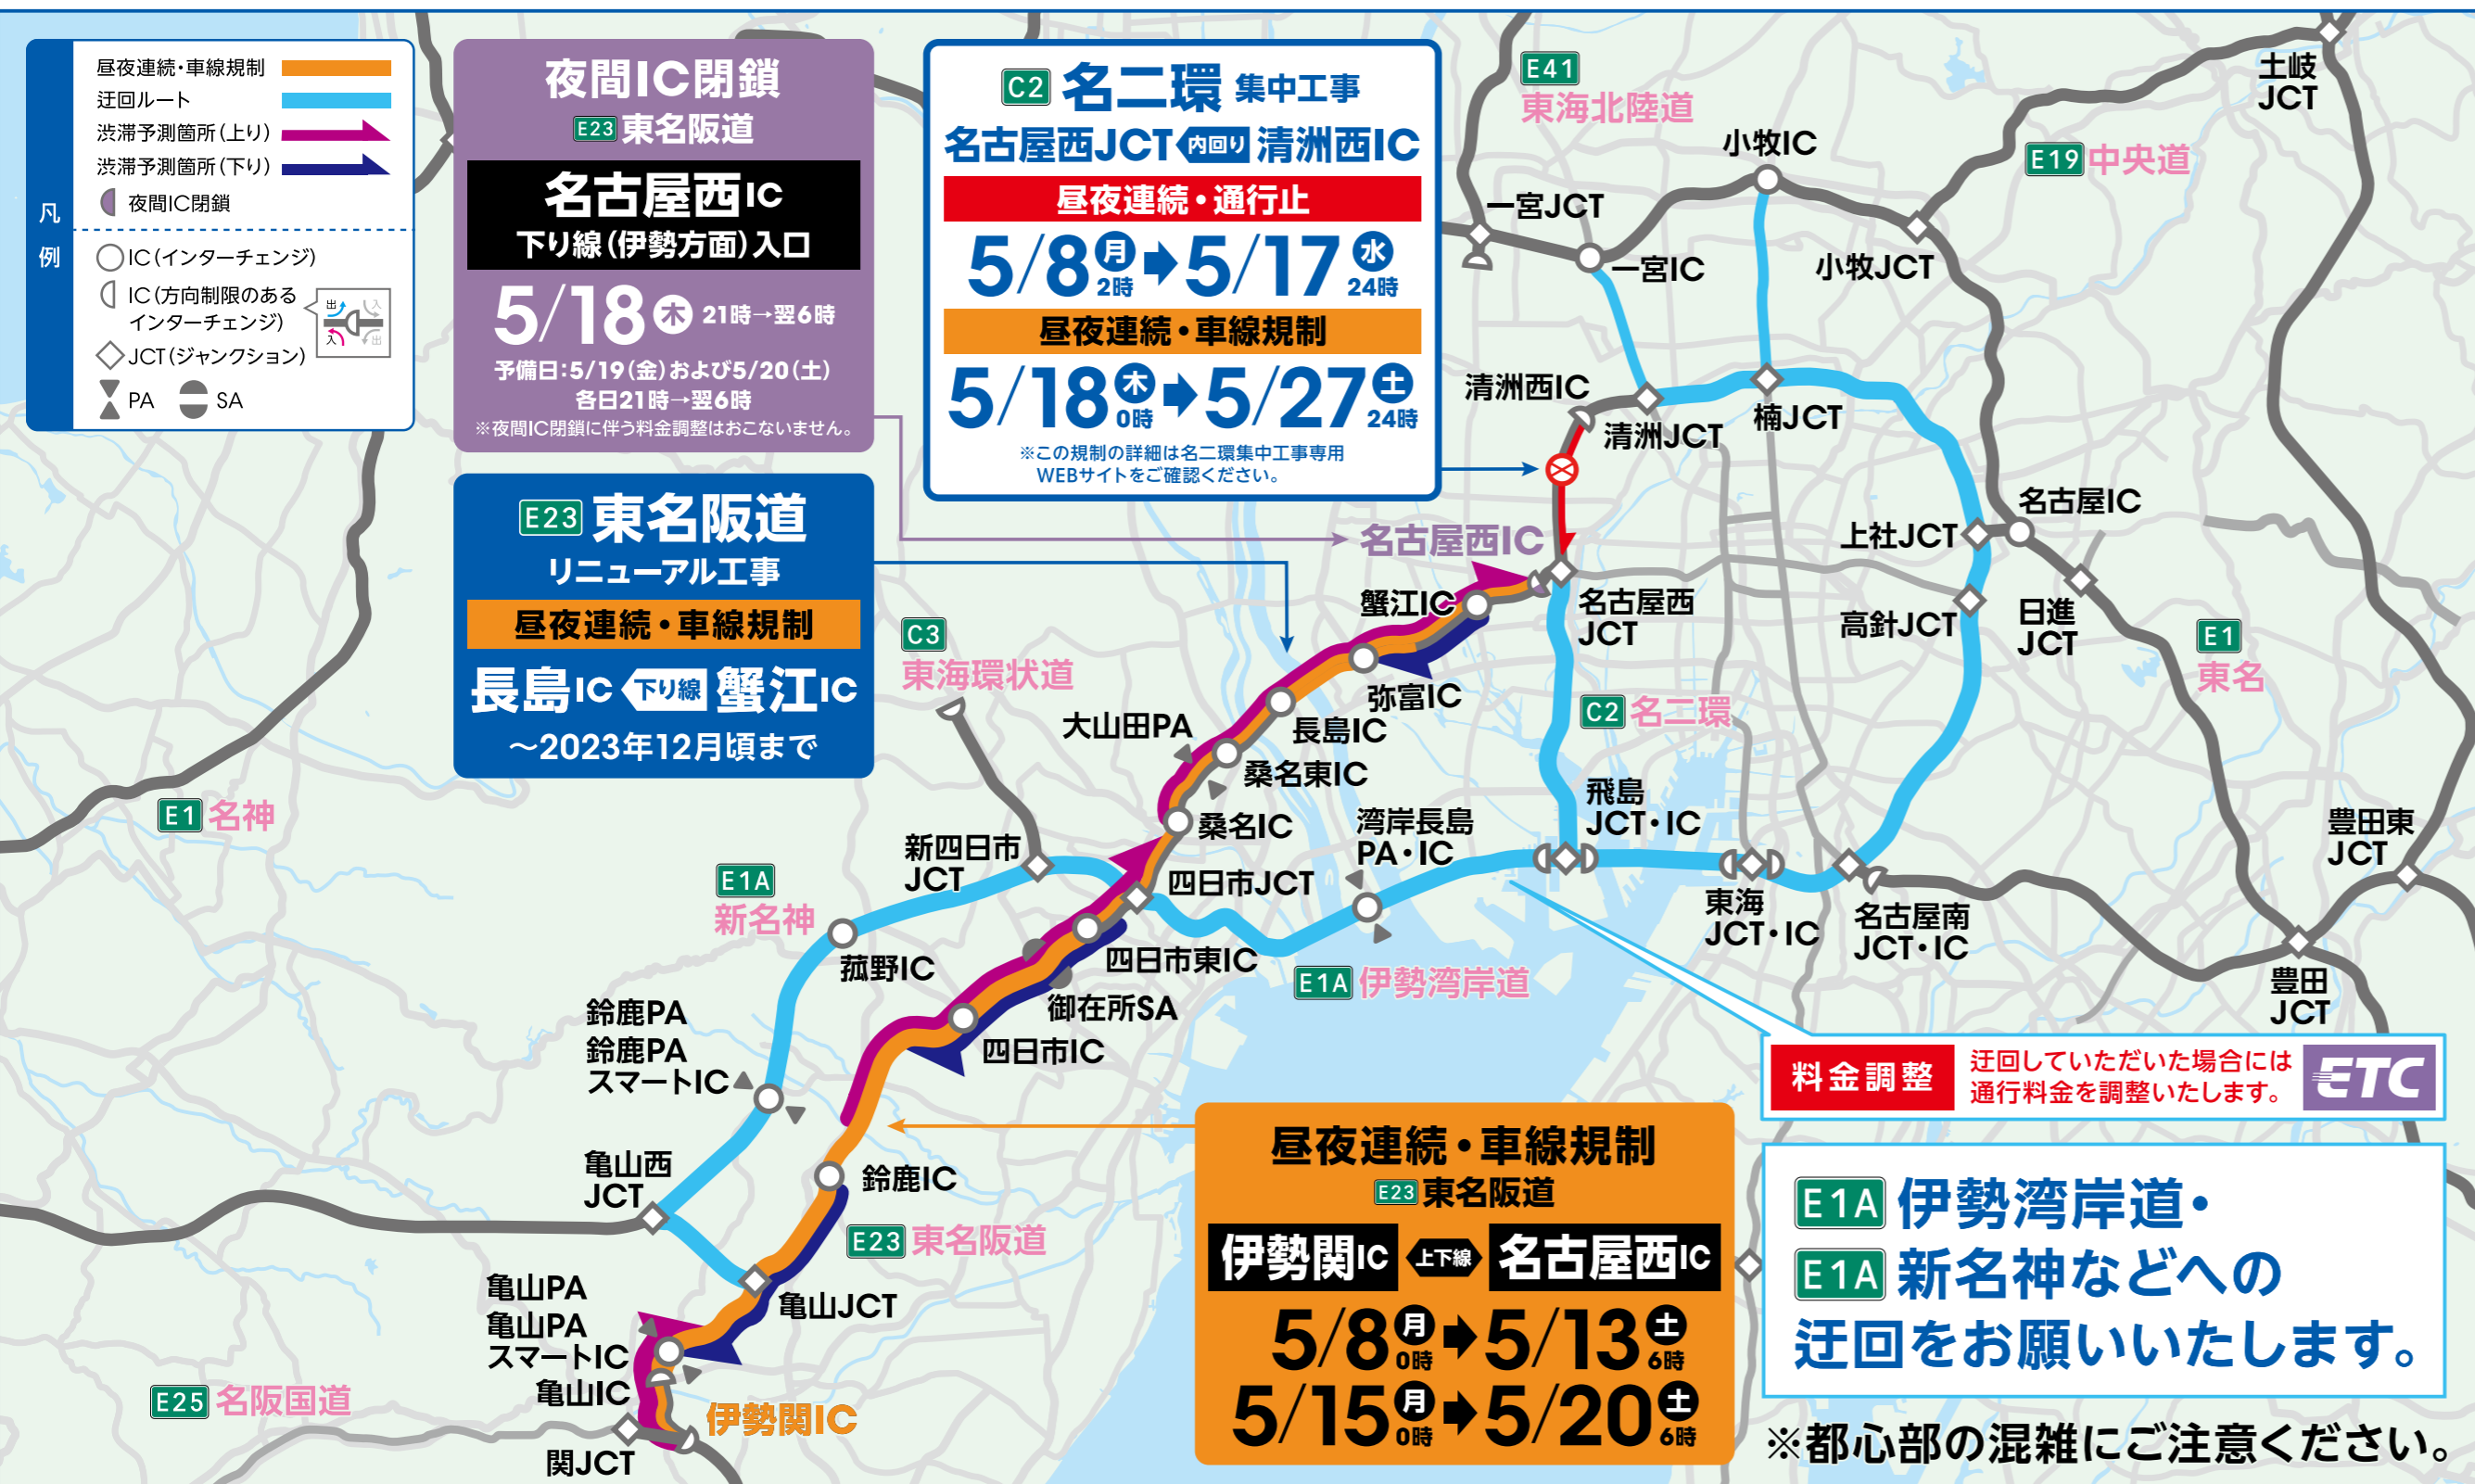 凡例
昼夜連続・車線規制
迂回ルート
渋滞予測箇所(上り)
渋滞予測箇所(下り)
夜間IC閉鎖
IC(インターチェンジ)
IC(方向制限のある
インターチェンジ)
出 入
入 出
JCT(ジャンクション)
PA SA
夜間IC閉鎖
E23 東名阪道
名古屋西IC
下り線(伊勢方面)入口
5/18 木 21時→翌6時
予備日:5/19(金)および5/20(土)
各日21時→翌6時
※夜間IC閉鎖に伴う料金調整はおこないません。
C2 名二環 集中工事
名古屋西JCT 内回り 清洲西IC
昼夜連続・通行止
5/8 月 2時 ➡ 5/17 水 24時
昼夜連続・車線規制
5/18 木 0時 ➡ 5/27 土 24時
※この規制の詳細は名二環集中工事専用
WEBサイトをご確認ください。
E23 東名阪道
リニューアル工事
昼夜連続・車線規制
長島IC 下り線 蟹江IC
~2023年12月頃まで
E41
東海北陸道
土岐
JCT
小牧IC
E19 中央道
一宮JCT
一宮IC
小牧JCT
清洲西IC
清洲JCT
楠JCT
名古屋IC
上社JCT
名古屋西IC
蟹江IC
名古屋西
JCT
高針JCT
日進
JCT
E1
東名
C3
東海環状道
弥富IC
C2 名二環
大山田PA
長島IC
桑名東IC
E1 名神
桑名IC
湾岸長島
PA・IC
飛島
JCT・IC
豊田東
JCT
新四日市
JCT
四日市JCT
E1A
新名神
東海
JCT・IC
名古屋南
JCT・IC
菰野IC
四日市東IC
E1A 伊勢湾岸道
豊田
JCT
御在所SA
鈴鹿PA
鈴鹿PA
スマートIC
四日市IC
料金調整
迂回していただいた場合には
通行料金を調整いたします。
ETC
亀山西
JCT
鈴鹿IC
E23 東名阪道
亀山JCT
亀山PA
亀山PA
スマートIC
亀山IC
E25 名阪国道
伊勢関IC
関JCT
昼夜連続・車線規制
E23 東名阪道
伊勢関IC 上下線 名古屋西IC
5/8 月 0時 ➡ 5/13 土 6時
5/15 月 0時 ➡ 5/20 土 6時
E1A 伊勢湾岸道・
E1A 新名神などへの
迂回をお願いいたします。
※都心部の混雑にご注意ください。